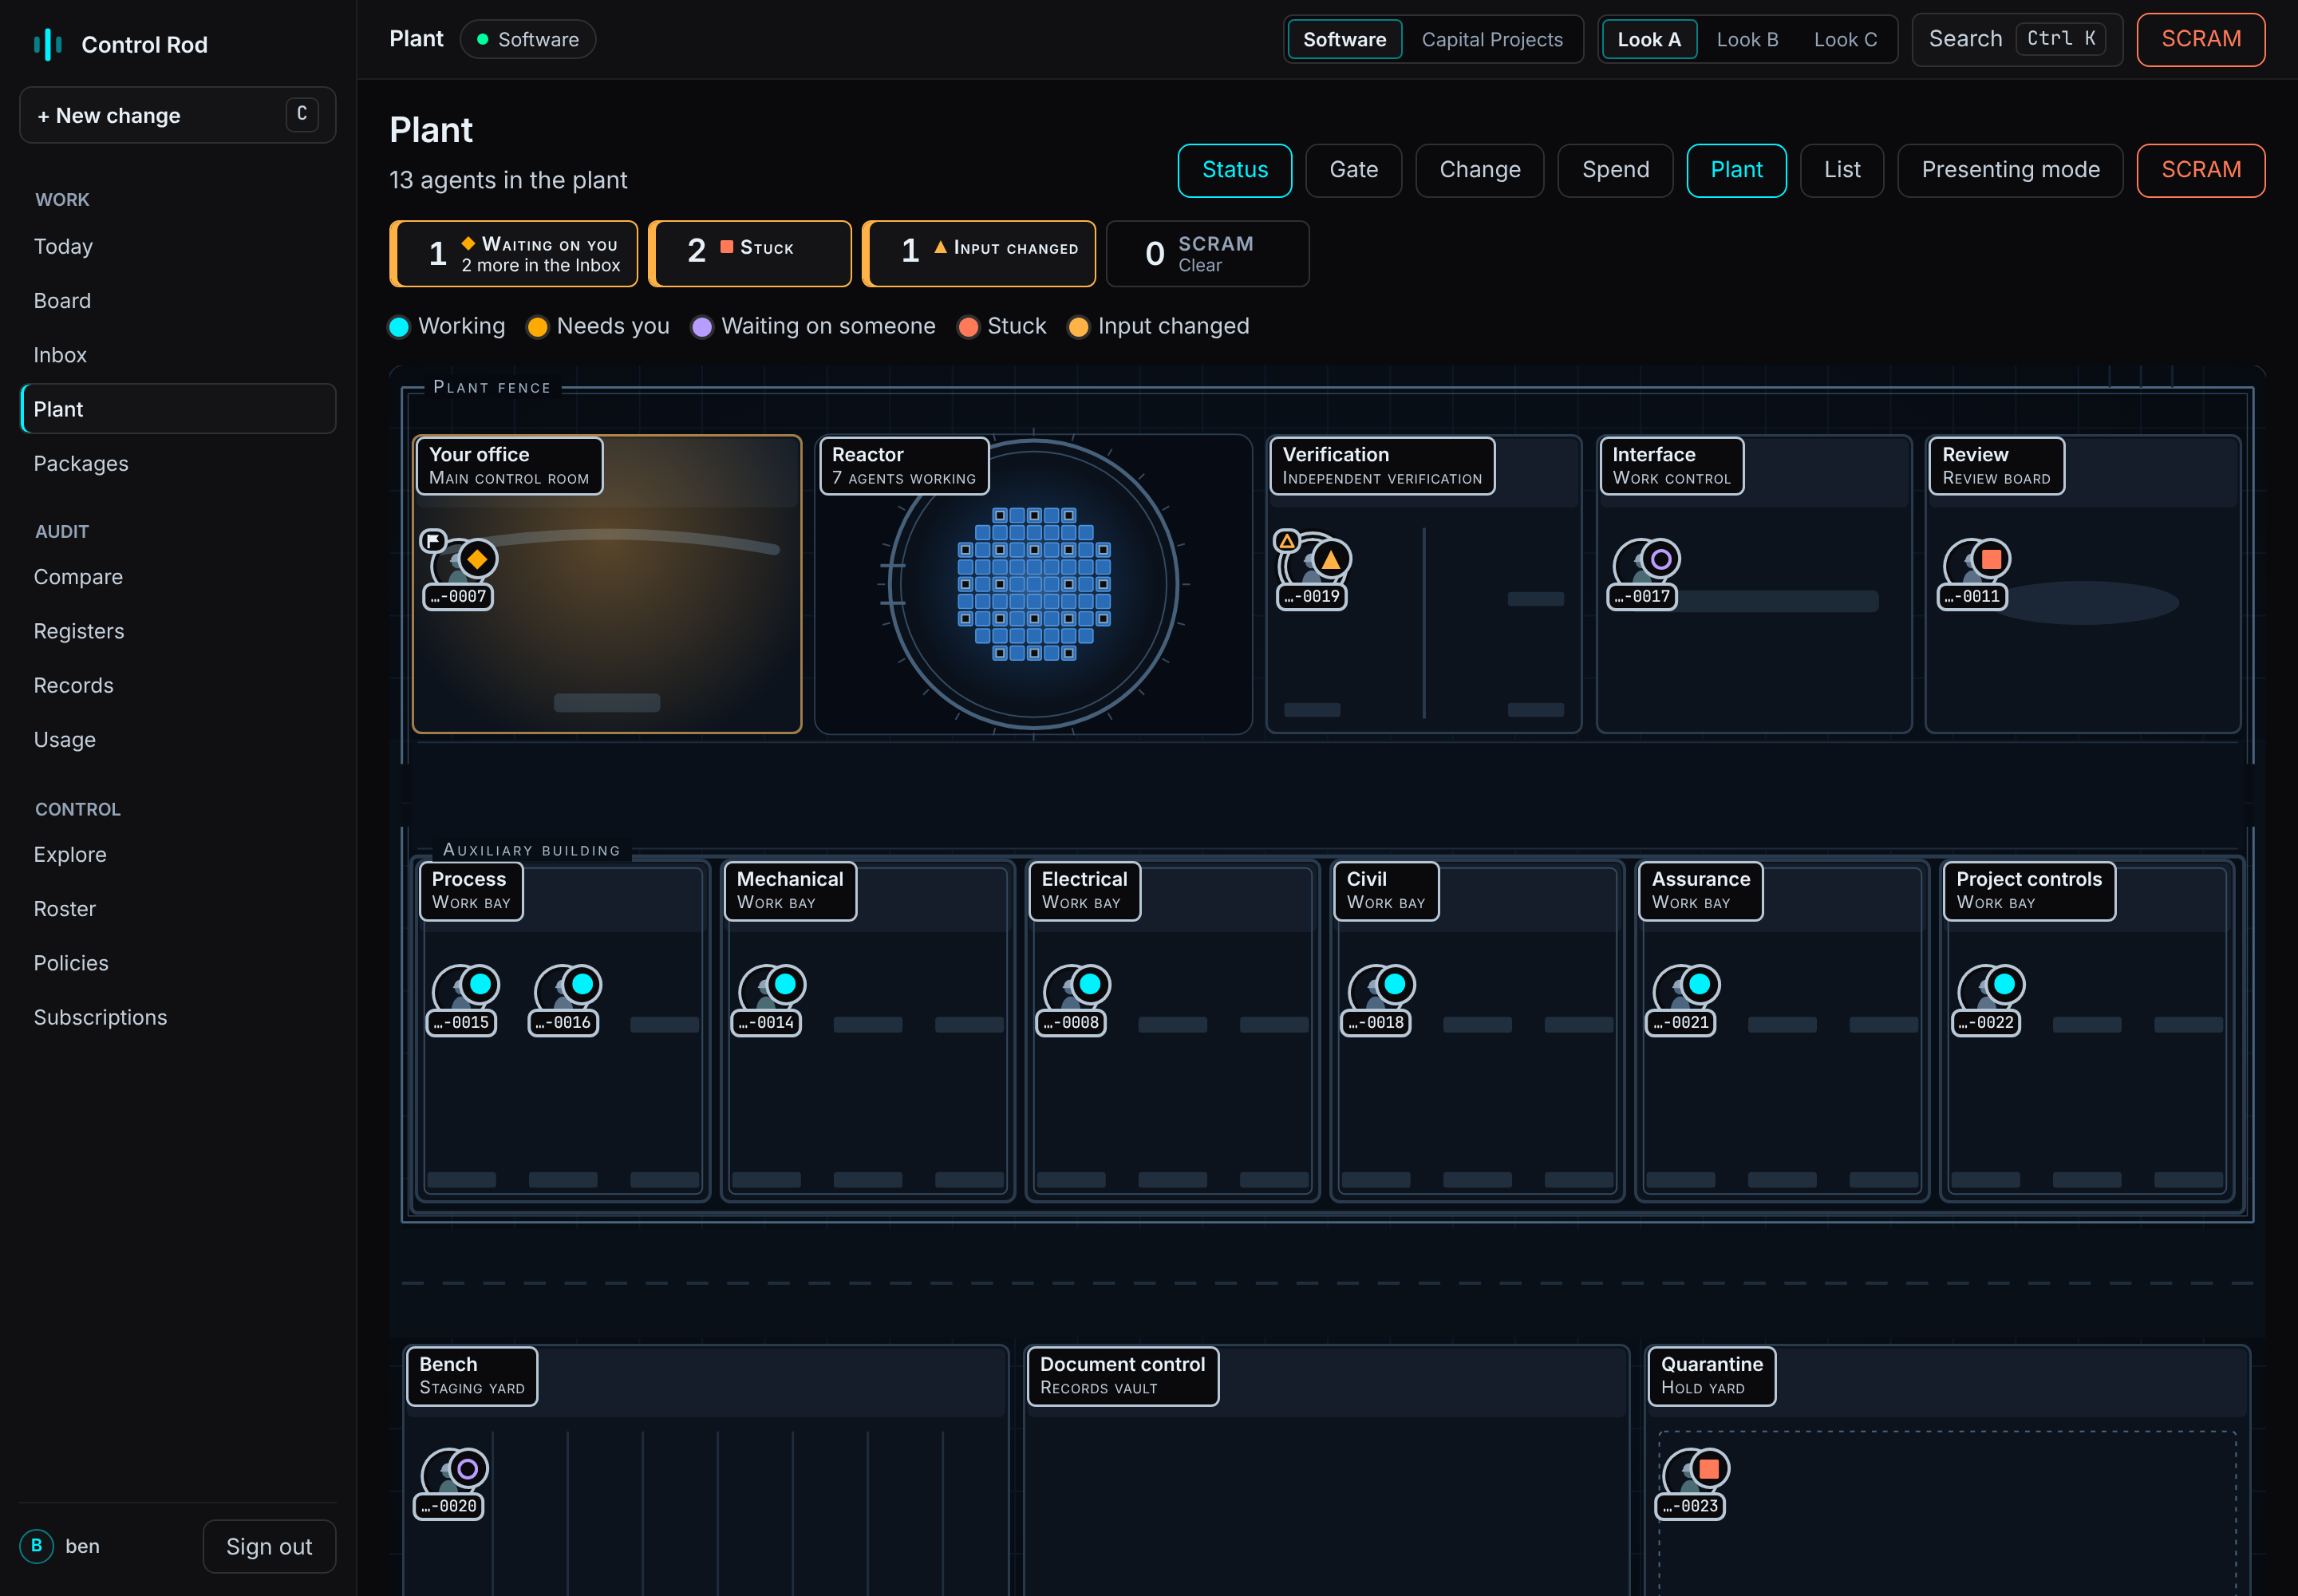 Control Rod
+ New change C
WORK
Today
Board
Inbox
Plant
Packages
AUDIT
Compare
Registers
Records
Usage
CONTROL
Explore
Roster
Policies
Subscriptions
B ben Sign out
Plant Software
Software Capital Projects Look A Look B Look C Search Ctrl K SCRAM
Plant
13 agents in the plant
Status Gate Change Spend Plant List Presenting mode SCRAM
1 Waiting on you
2 more in the Inbox
2 Stuck
1 Input changed
0 SCRAM
Clear
Working Needs you Waiting on someone Stuck Input changed
Plant fence
Your office
Main control room
…-0007
Reactor
7 agents working
Verification
Independent verification
…-0019
Interface
Work control
…-0017
Review
Review board
…-0011
Auxiliary building
Process
Work bay
…-0015 …-0016
Mechanical
Work bay
…-0014
Electrical
Work bay
…-0008
Civil
Work bay
…-0018
Assurance
Work bay
…-0021
Project controls
Work bay
…-0022
Bench
Staging yard
…-0020
Document control
Records vault
Quarantine
Hold yard
…-0023